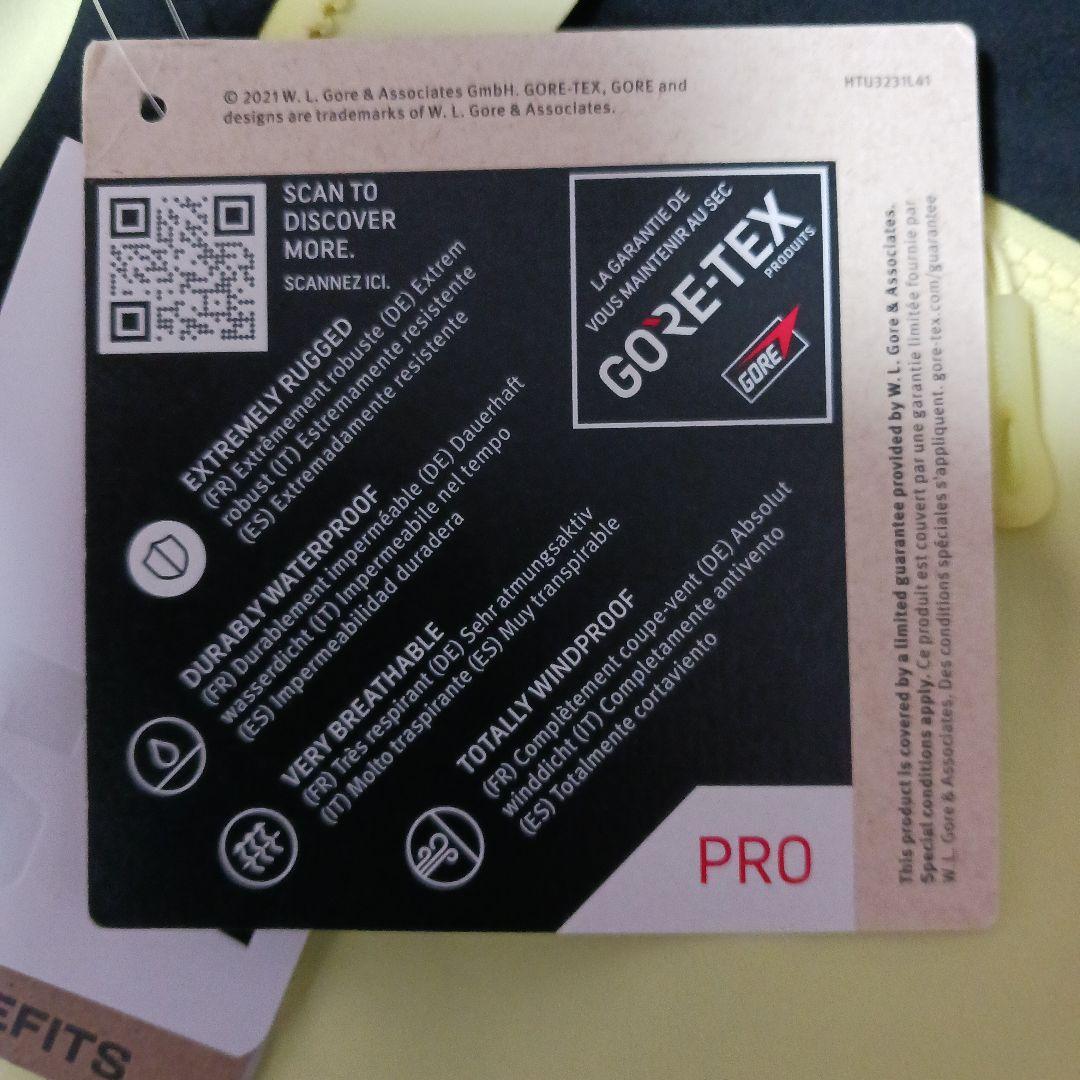 © 2021 W. L. Gore & Associates GmbH. GORE-TEX, GORE and
designs are trademarks of W. L. Gore & Associates.
HTU3231L41
SCAN TO
DISCOVER
MORE.
SCANNEZ ICI.
LA GARANTIE DE
VOUS MAINTENIR AU SEC
GORE-TEX
PRODUITS
GORE
EXTREMELY RUGGED
(FR) Extrêmement robuste (DE) Extrem
robust (IT) Estremamente resistente
(ES) Extremadamente resistente
DURABLY WATERPROOF
(FR) Durablement imperméable (DE) Dauerhaft
wasserdicht (IT) Impermeabile nel tempo
(ES) Impermeabilidad duradera
VERY BREATHABLE
(FR) Très respirant (DE) Sehr atmungsaktiv
(IT) Molto traspirante (ES) Muy transpirable
TOTALLY WINDPROOF
(FR) Complètement coupe-vent (DE) Absolut
winddicht (IT) Completamente antivento
(ES) Totalmente cortaviento
PRO
This product is covered by a limited guarantee provided by W. L. Gore & Associates.
Special conditions apply. Ce produit est couvert par une garantie limitée fournie par
W. L. Gore & Associates. Des conditions spéciales s'appliquent. gore-tex.com/guarantee
EFITS